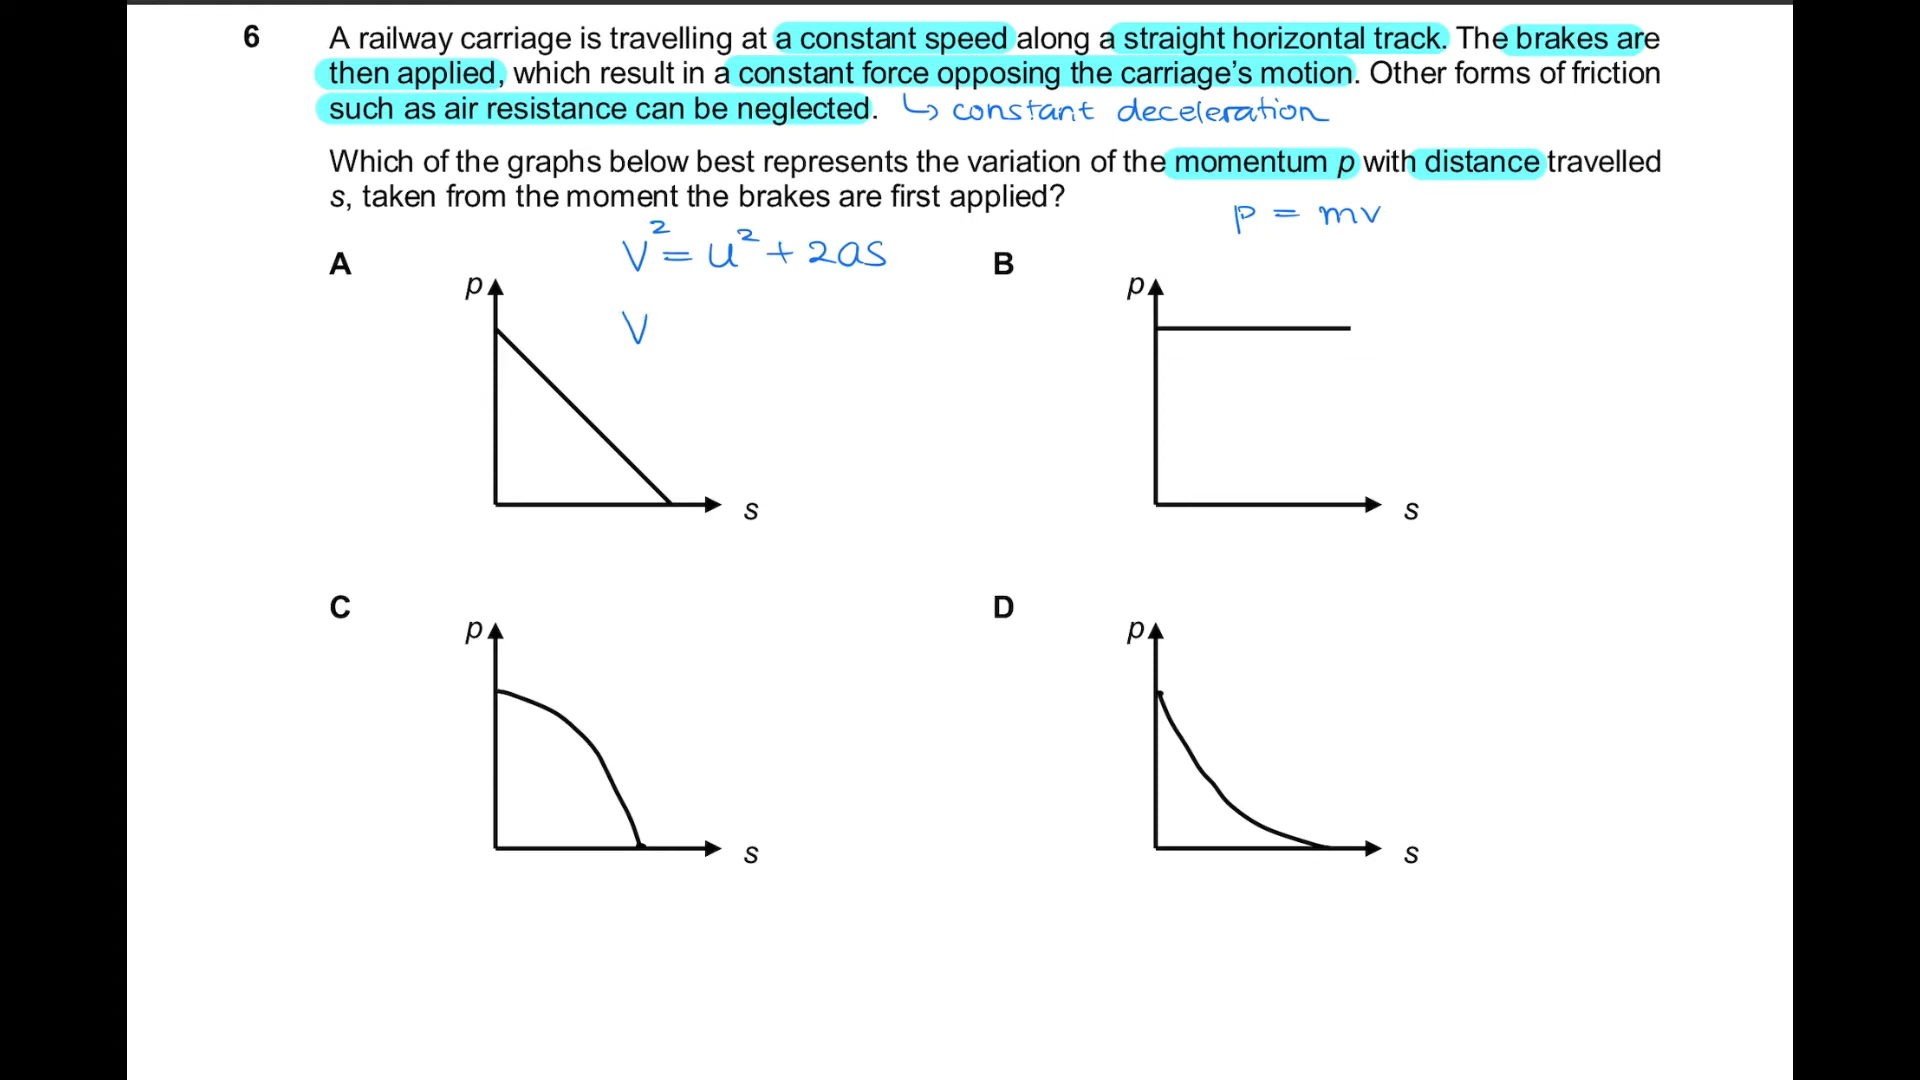 6 A railway carriage is travelling at a constant speed along a straight horizontal track. The brakes are
then applied, which result in a constant force opposing the carriage's motion. Other forms of friction
such as air resistance can be neglected. ↳ constant deceleration
Which of the graphs below best represents the variation of the momentum p with distance travelled
s, taken from the moment the brakes are first applied?
p = mv
v² = u² + 2as
A B
p p
v
s s
C D
p p
s s